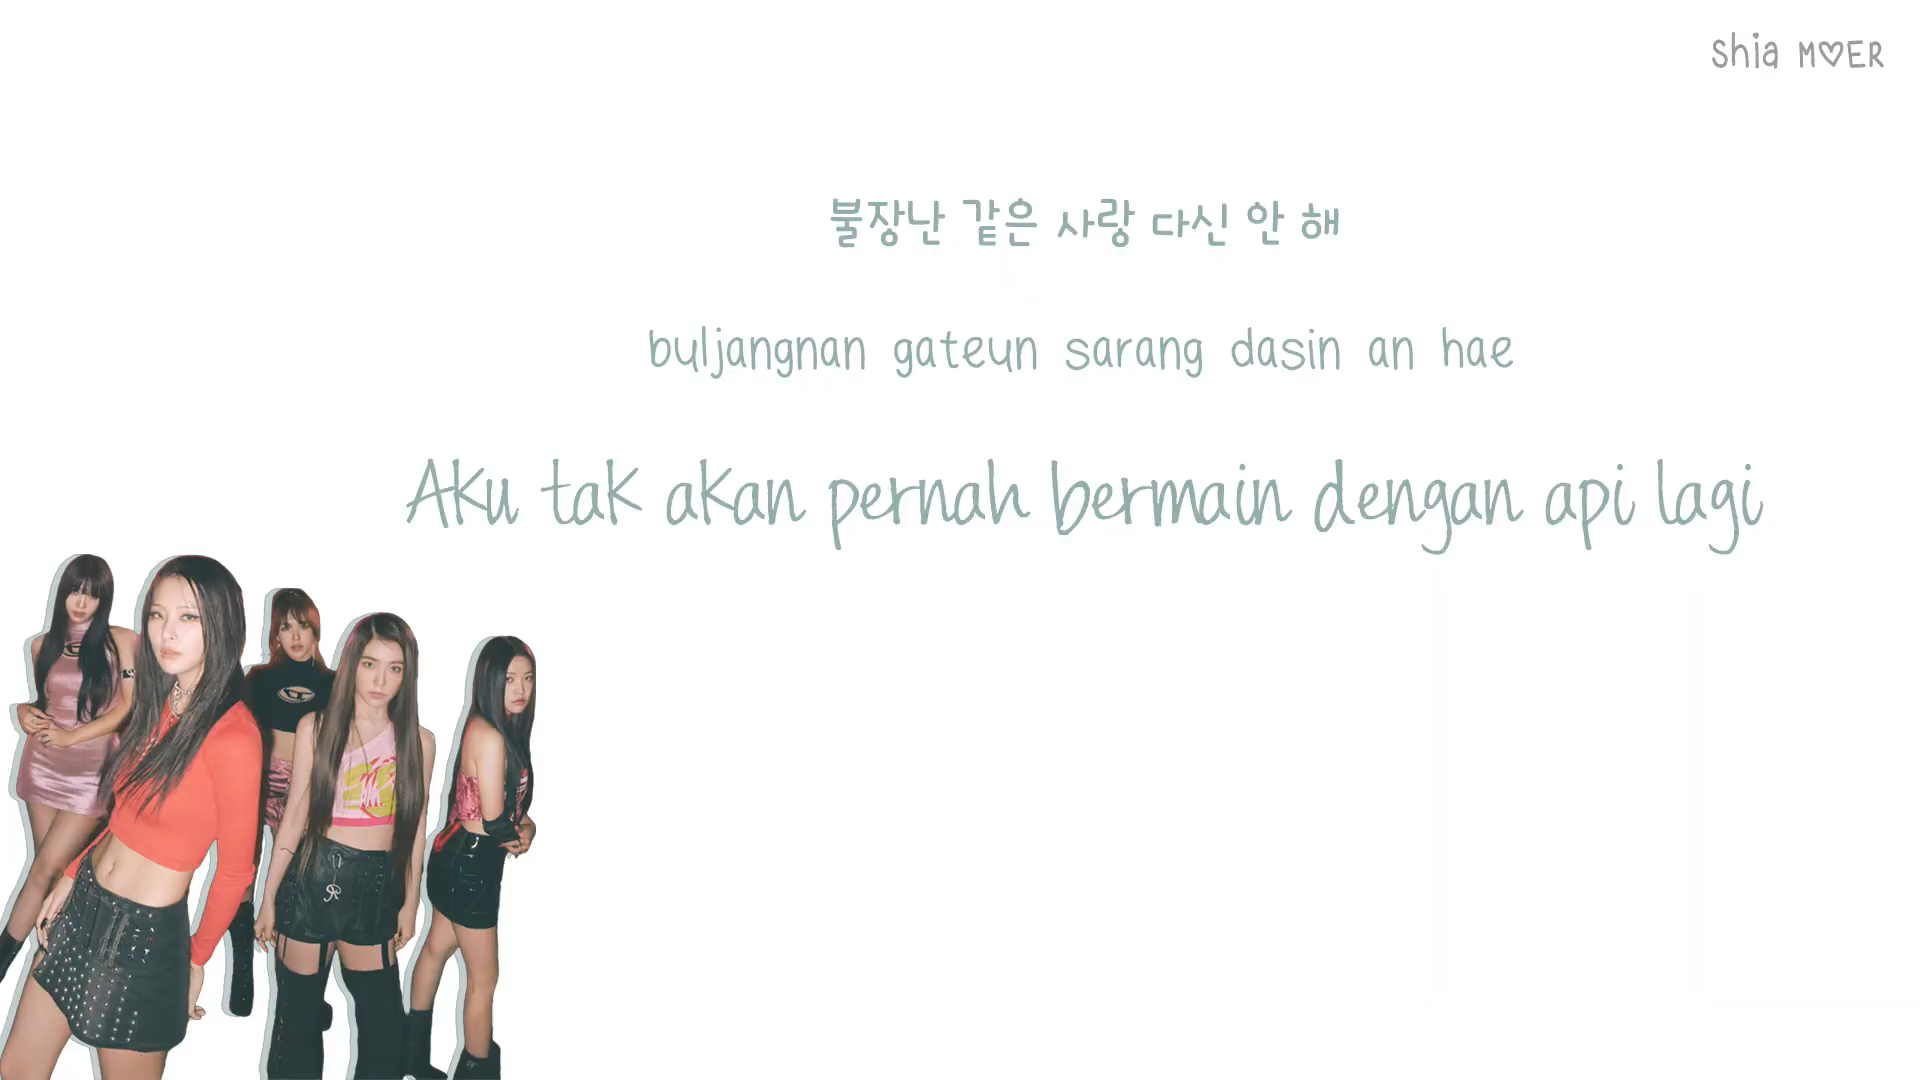 Shia M♡ER
불장난 같은 사랑 다신 안 해
buljangnan gateun sarang dasin an hae
Aku tak akan pernah bermain dengan api lagi